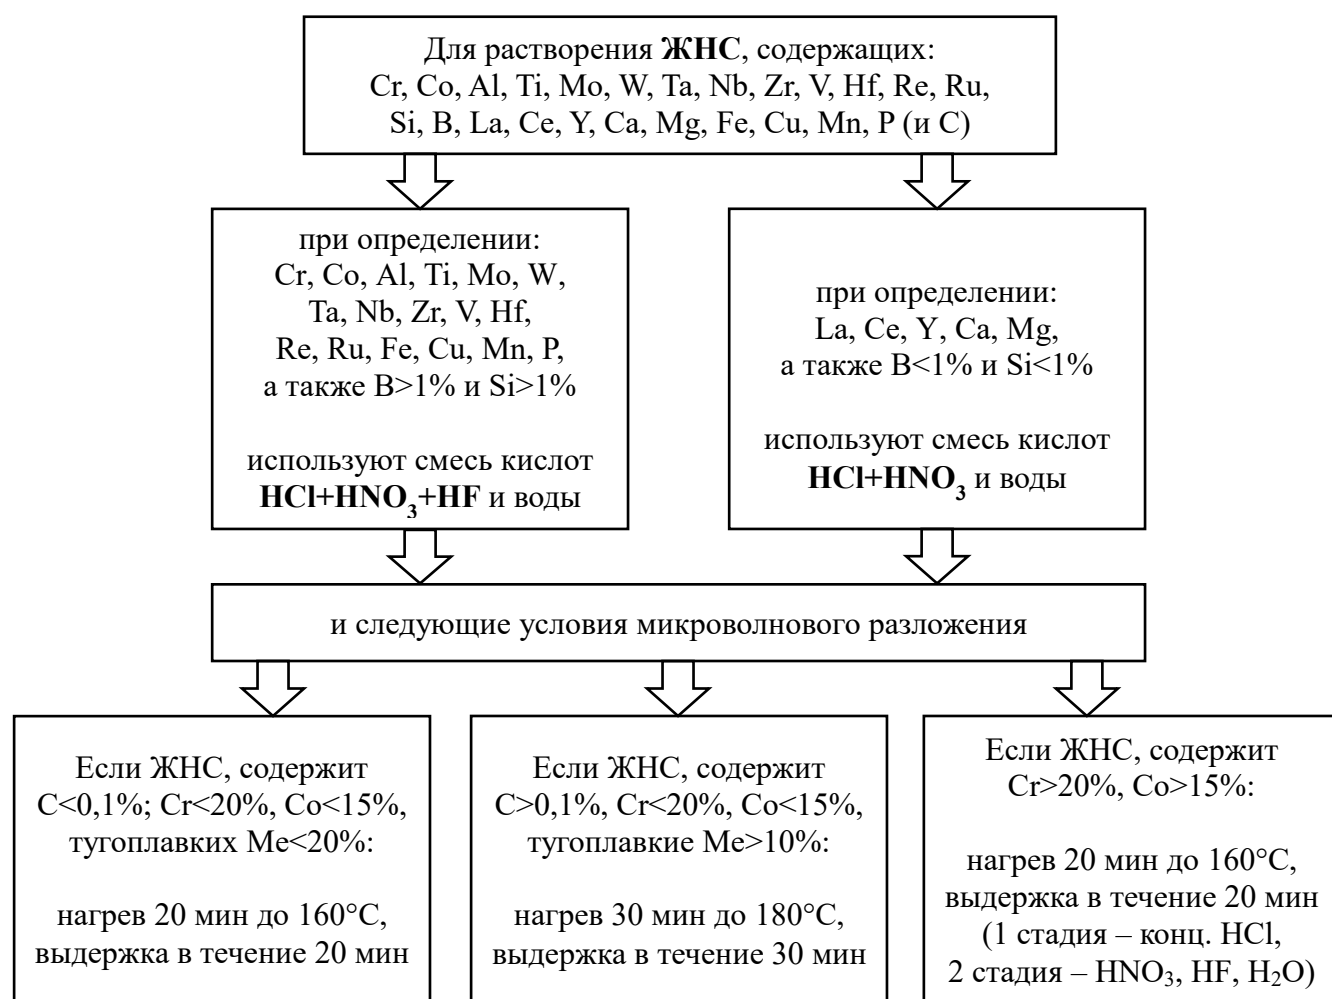 Для растворения ЖНС, содержащих:
Cr, Co, Al, Ti, Mo, W, Ta, Nb, Zr, V, Hf, Re, Ru,
Si, B, La, Ce, Y, Ca, Mg, Fe, Cu, Mn, P (и C)
при определении:
Cr, Co, Al, Ti, Mo, W,
Ta, Nb, Zr, V, Hf,
Re, Ru, Fe, Cu, Mn, P,
а также B>1% и Si>1%
используют смесь кислот
HCl+HNO₃+HF и воды
при определении:
La, Ce, Y, Ca, Mg,
а также B<1% и Si<1%
используют смесь кислот
HCl+HNO₃ и воды
и следующие условия микроволнового разложения
Если ЖНС, содержит
C<0,1%; Cr<20%, Co<15%,
тугоплавких Me<20%:
нагрев 20 мин до 160°C,
выдержка в течение 20 мин
Если ЖНС, содержит
C>0,1%, Cr<20%, Co<15%,
тугоплавкие Me>10%:
нагрев 30 мин до 180°C,
выдержка в течение 30 мин
Если ЖНС, содержит
Cr>20%, Co>15%:
нагрев 20 мин до 160°C,
выдержка в течение 20 мин
(1 стадия – конц. HCl,
2 стадия – HNO₃, HF, H₂O)